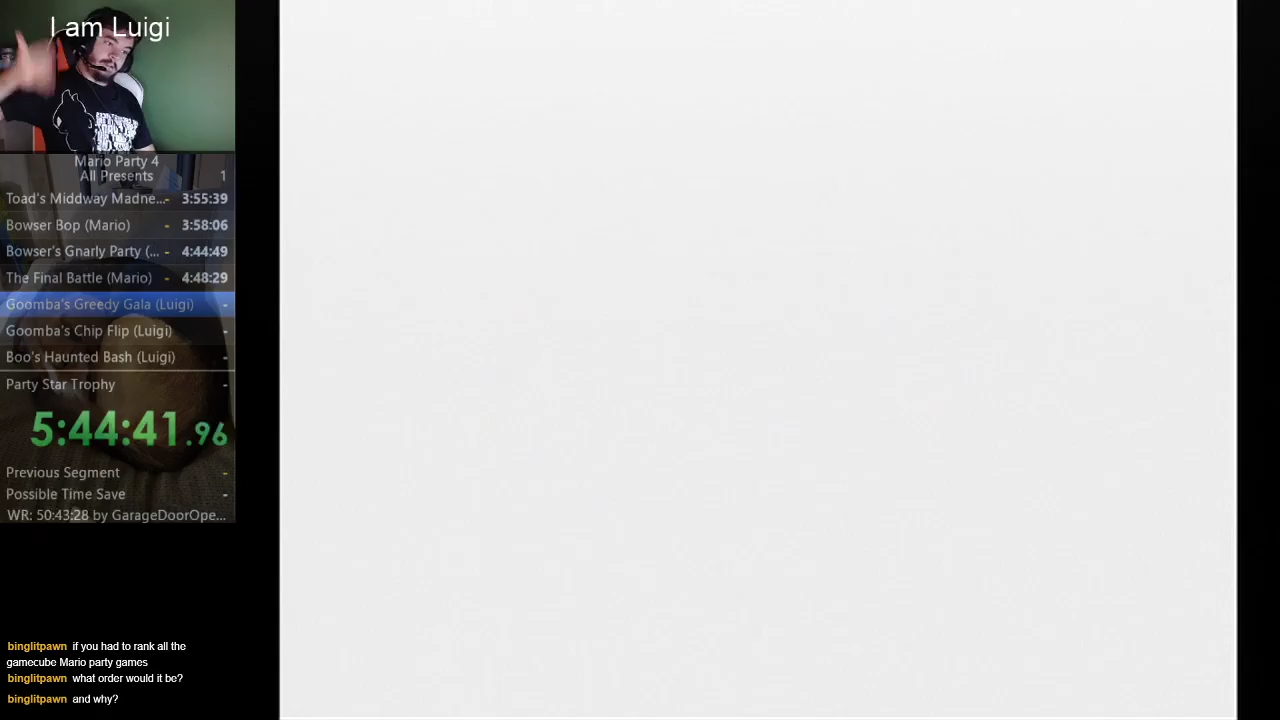 I am Luigi
Mario Party 4
All Presents 1
Toad's Middway Madne... - 3:55:39
Bowser Bop (Mario) - 3:58:06
Bowser's Gnarly Party (... - 4:44:49
The Final Battle (Mario) - 4:48:29
Goomba's Greedy Gala (Luigi) -
Goomba's Chip Flip (Luigi) -
Boo's Haunted Bash (Luigi) -
Party Star Trophy -
5:44:41.96
Previous Segment -
Possible Time Save -
WR: 50:43:28 by GarageDoorOpe...
binglitpawn if you had to rank all the
gamecube Mario party games
binglitpawn what order would it be?
binglitpawn and why?